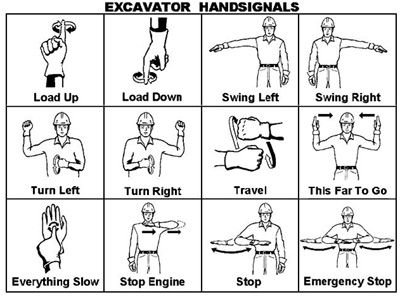 EXCAVATOR HANDSIGNALS
Load Up
Load Down
Swing Left
Swing Right
Turn Left
Turn Right
Travel
This Far To Go
Everything Slow
Stop Engine
Stop
Emergency Stop